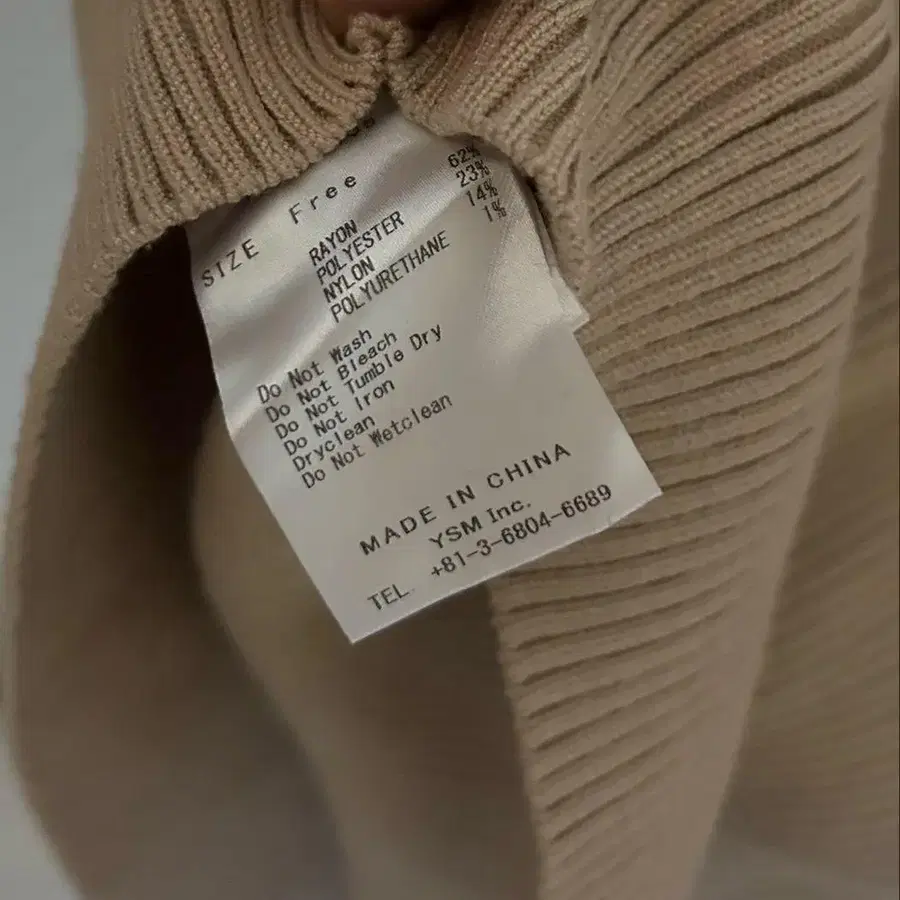 SIZE Free
RAYON 62%
POLYESTER 23%
NYLON 14%
POLYURETHANE 1%
Do Not Wash
Do Not Bleach
Do Not Tumble Dry
Do Not Iron
Dryclean
Do Not Wetclean
MADE IN CHINA
YSM Inc.
TEL. +81-3-6804-6689